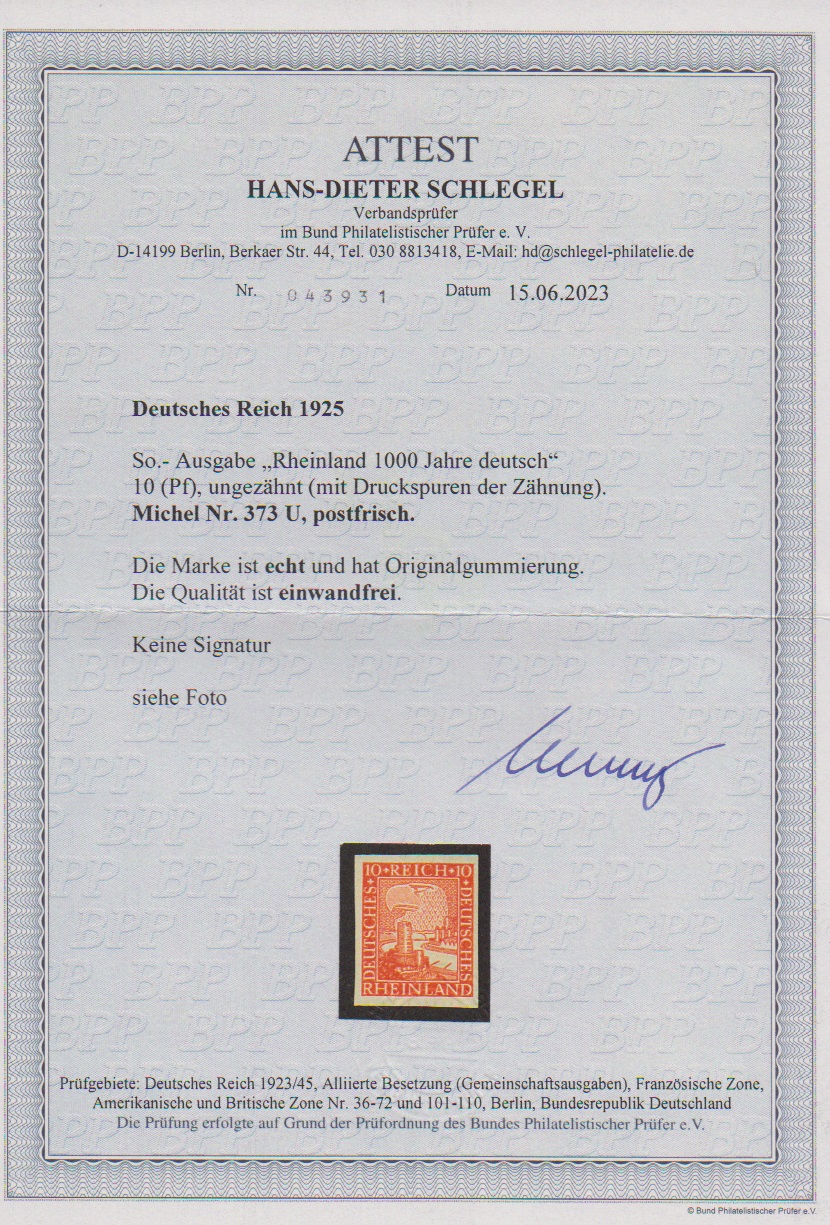 ATTEST
HANS-DIETER SCHLEGEL
Verbandsprüfer
im Bund Philatelistischer Prüfer e. V.
D-14199 Berlin, Berkaer Str. 44, Tel. 030 8813418, E-Mail: hd@schlegel-philatelie.de
Nr. 043931 Datum 15.06.2023
Deutsches Reich 1925
So.- Ausgabe „Rheinland 1000 Jahre deutsch“
10 (Pf), ungezähnt (mit Druckspuren der Zähnung).
Michel Nr. 373 U, postfrisch.
Die Marke ist echt und hat Originalgummierung.
Die Qualität ist einwandfrei.
Keine Signatur
siehe Foto
10 REICH 10
DEUTSCHES
DEUTSCHES
RHEINLAND
Prüfgebiete: Deutsches Reich 1923/45, Alliierte Besetzung (Gemeinschaftsausgaben), Französische Zone,
Amerikanische und Britische Zone Nr. 36-72 und 101-110, Berlin, Bundesrepublik Deutschland
Die Prüfung erfolgte auf Grund der Prüfordnung des Bundes Philatelistischer Prüfer e.V.
© Bund Philatelistischer Prüfer e.V.